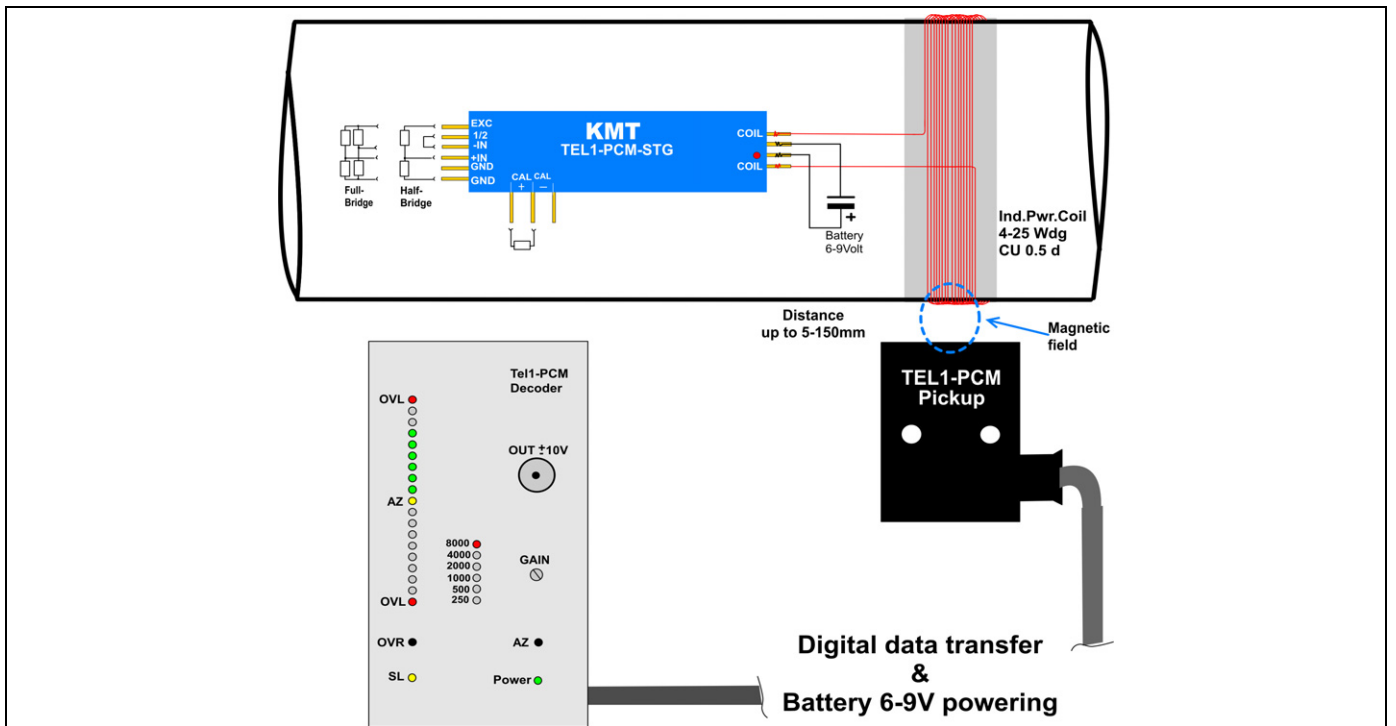 EXC
1/2
-IN
+IN
GND
GND
KMT
TEL1-PCM-STG
COIL
COIL
CAL CAL
+ −
Full-
Bridge
Half-
Bridge
+
Battery
6-9Volt
Ind.Pwr.Coil
4-25 Wdg
CU 0.5 d
Distance
up to 5-150mm
Magnetic
field
TEL1-PCM
Pickup
Tel1-PCM
Decoder
OVL
OUT ±10V
AZ
8000
4000
2000
1000
500
250
GAIN
OVL
OVR
AZ
SL
Power
Digital data transfer
&
Battery 6-9V powering